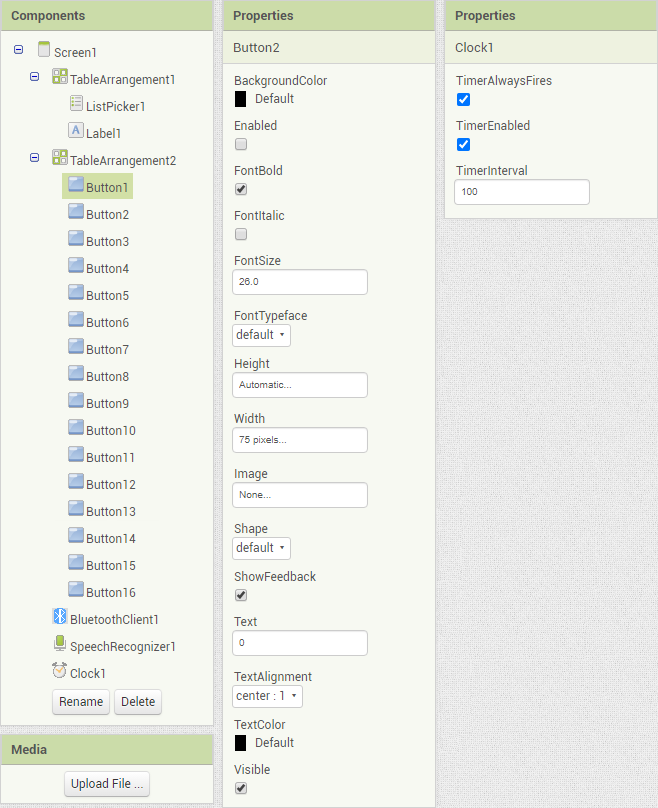 Components
Screen1
TableArrangement1
ListPicker1
A Label1
TableArrangement2
Button1
Button2
Button3
Button4
Button5
Button6
Button7
Button8
Button9
Button10
Button11
Button12
Button13
Button14
Button15
Button16
BluetoothClient1
SpeechRecognizer1
Clock1
Rename Delete
Media
Upload File ...
Properties
Button2
BackgroundColor
Default
Enabled
FontBold
FontItalic
FontSize
26.0
FontTypeface
default
Height
Automatic...
Width
75 pixels...
Image
None...
Shape
default
ShowFeedback
Text
0
TextAlignment
center : 1
TextColor
Default
Visible
Properties
Clock1
TimerAlwaysFires
TimerEnabled
TimerInterval
100